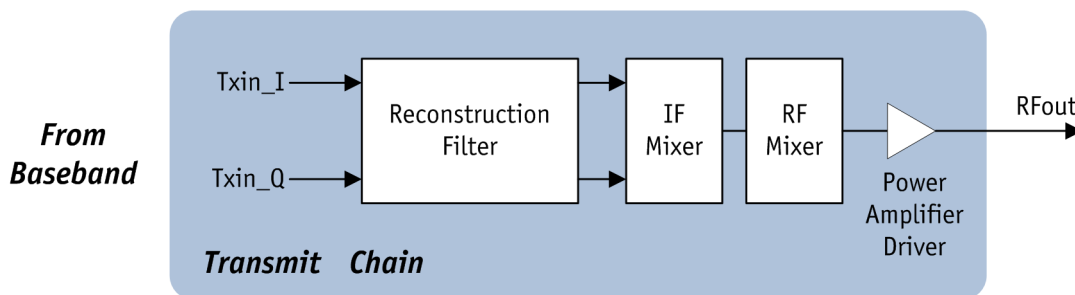 From
Baseband
Txin_I
Txin_Q
Reconstruction
Filter
IF
Mixer
RF
Mixer
Power
Amplifier
Driver
RFout
Transmit Chain